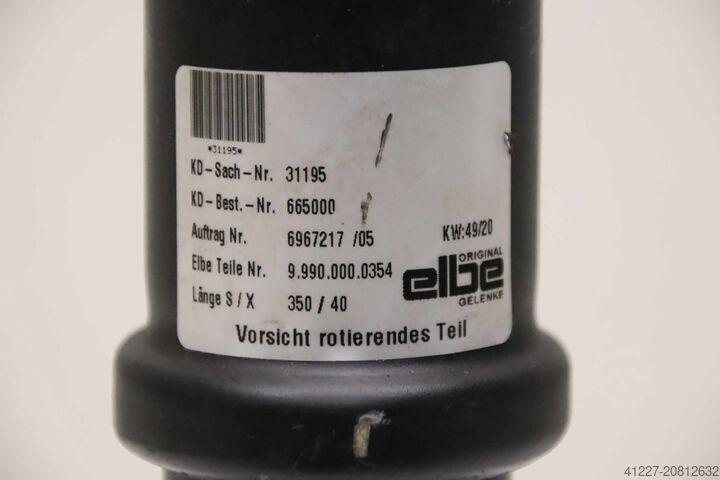 *31195*
KD-Sach-Nr. 31195
KD-Best.-Nr. 665000
Auftrag Nr. 6967217 /05 KW:49/20
Elbe Teile Nr. 9.990.000.0354
Länge S / X 350 / 40
ORIGINAL
elbe
GELENKE
Vorsicht rotierendes Teil
41227-20812632